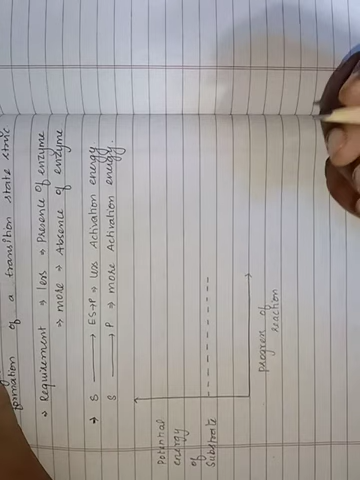 formation of a transition state struc
→ Requirement → less → Presence of enzyme
→ more → Absence of enzyme
→ S ⟶ ES→P ⇒ less Activation energy
S ⟶ P ⇒ more Activation energy.
Potential
energy
of
substrate
progress of
reaction